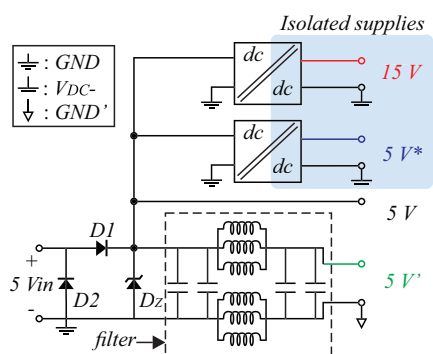 Isolated supplies
: GND
: VDC-
: GND'
dc
dc
15 V
dc
dc
5 V*
5 V
D1
+
5 Vin
-
D2
DZ
5 V'
filter